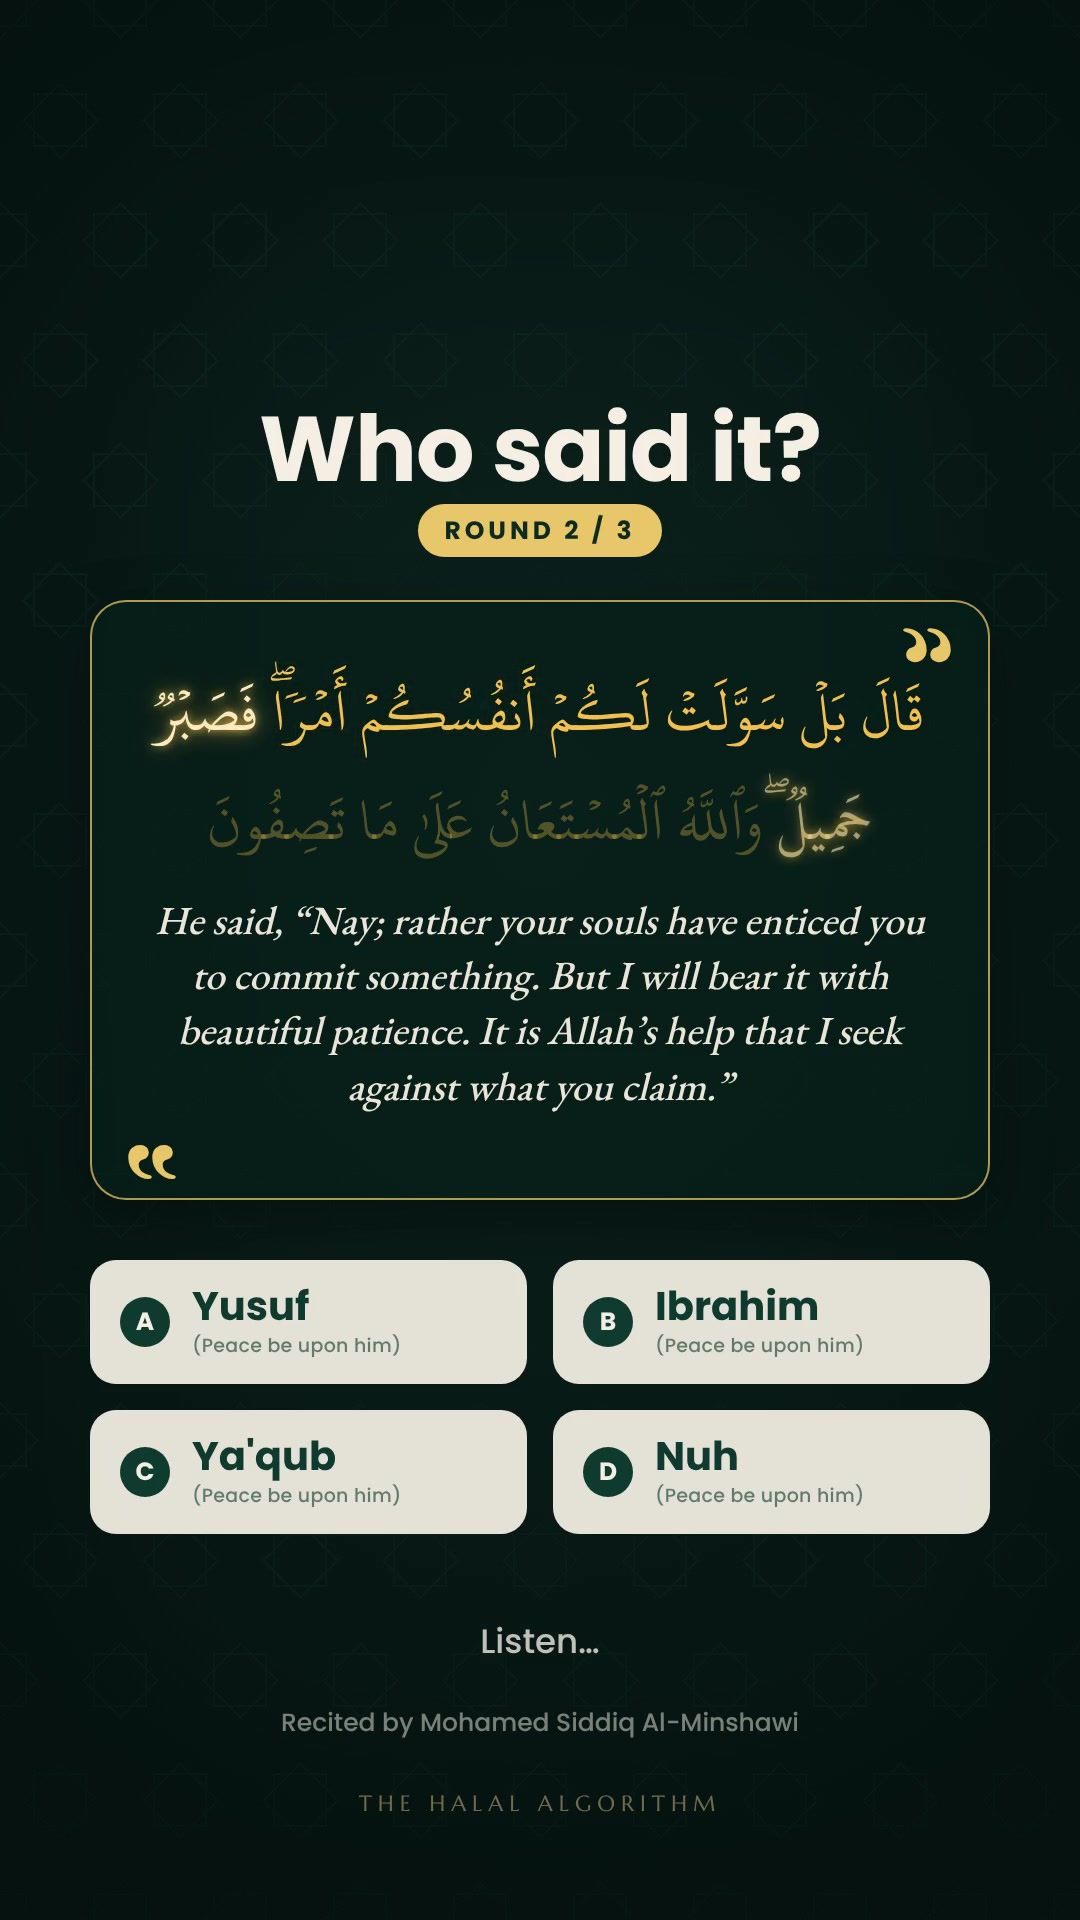 Who said it?
ROUND 2 / 3
قَالَ بَلۡ سَوَّلَتۡ لَكُمۡ أَنفُسُكُمۡ أَمۡرٗاۖ فَصَبۡرٞ
جَمِيلٞۖ وَٱللَّهُ ٱلۡمُسۡتَعَانُ عَلَىٰ مَا تَصِفُونَ
He said, “Nay; rather your souls have enticed you
to commit something. But I will bear it with
beautiful patience. It is Allah’s help that I seek
against what you claim.”
A Yusuf
(Peace be upon him)
B Ibrahim
(Peace be upon him)
C Ya'qub
(Peace be upon him)
D Nuh
(Peace be upon him)
Listen...
Recited by Mohamed Siddiq Al-Minshawi
THE HALAL ALGORITHM